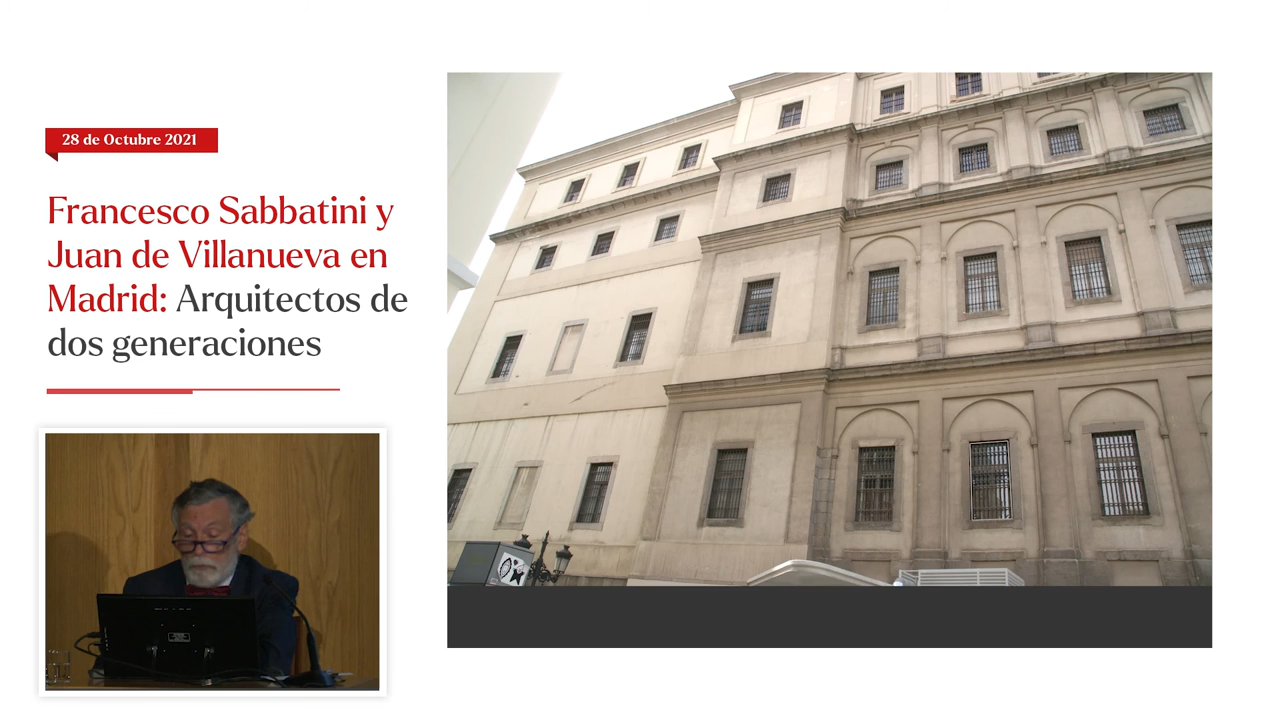 28 de Octubre 2021
Francesco Sabbatini y
Juan de Villanueva en
Madrid: Arquitectos de
dos generaciones